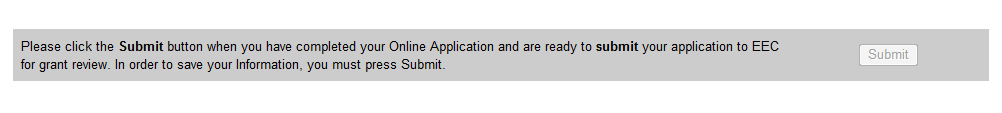 Please click the Submit button when you have completed your Online Application and are ready to submit your application to EEC
for grant review. In order to save your Information, you must press Submit.
Submit